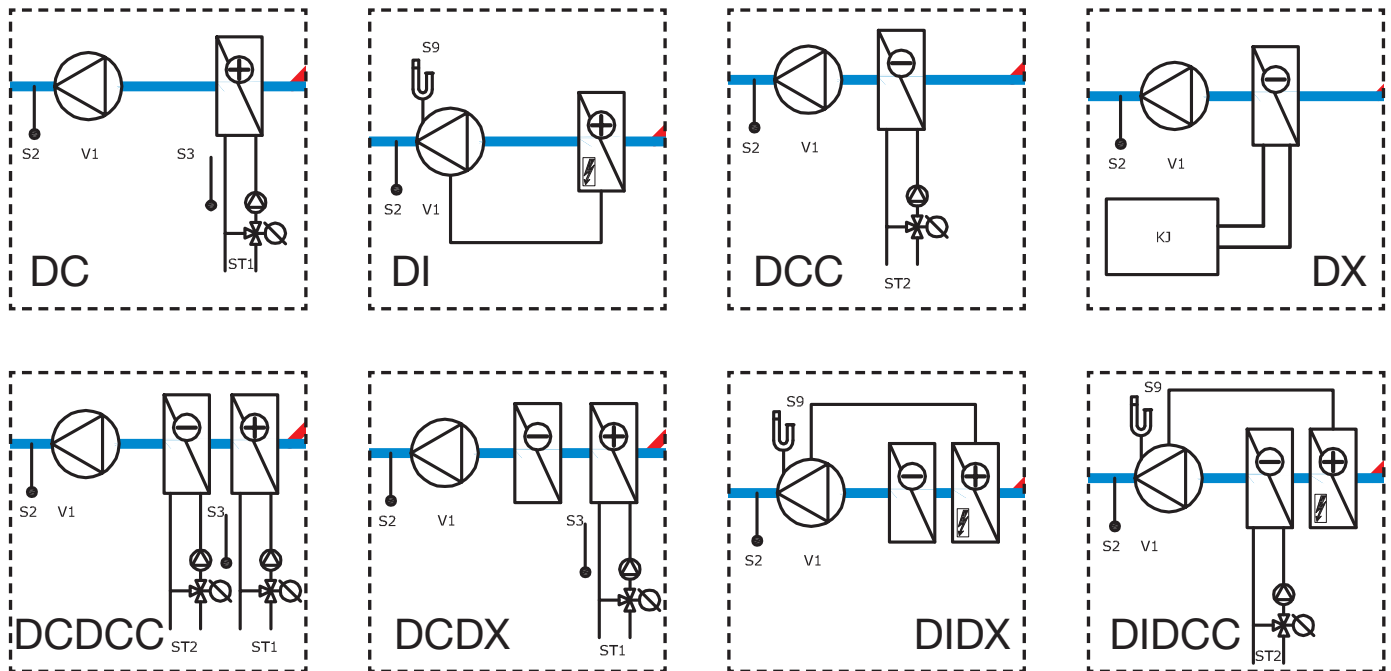 S2
V1
S3
ST1
DC
S9
S2
V1
DI
S2
V1
ST2
DCC
S2
V1
KJ
DX
S2
V1
S3
DCDCC
ST2
ST1
S2
V1
S3
DCDX
ST1
S9
S2
V1
DIDX
S9
S2
V1
DIDCC
ST2